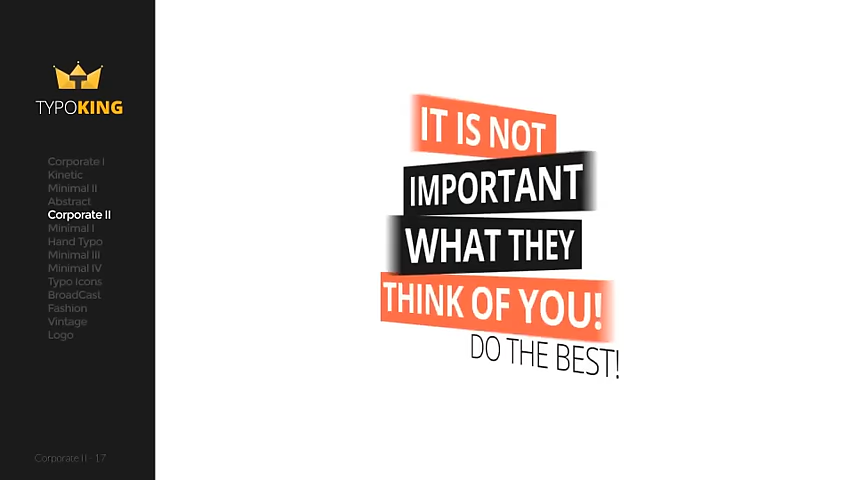 TYPOKING
Corporate I
Kinetic
Minimal II
Abstract
Corporate II
Minimal I
Hand Typo
Minimal III
Minimal IV
Typo Icons
BroadCast
Fashion
Vintage
Logo
Corporate II - 17
IT IS NOT
IMPORTANT
WHAT THEY
THINK OF YOU!
DO THE BEST!